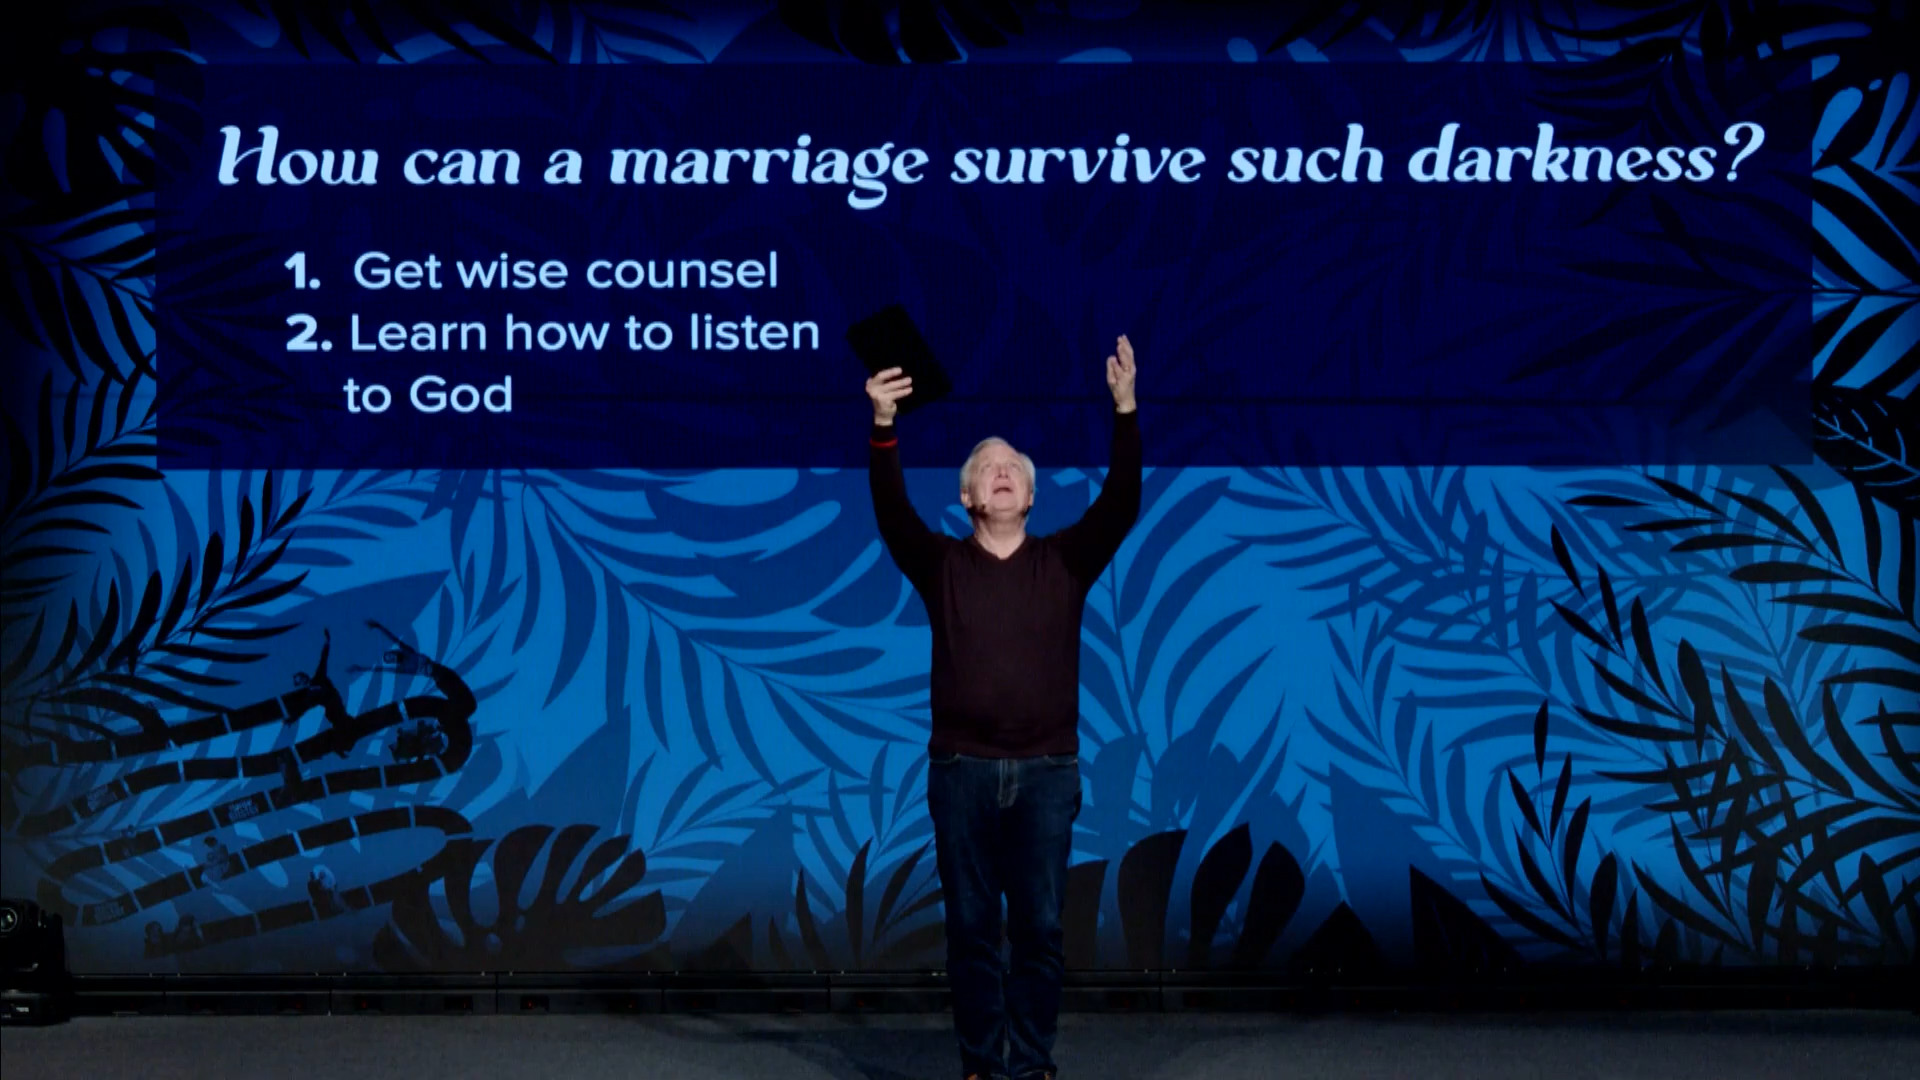 How can a marriage survive such darkness?
1. Get wise counsel
2. Learn how to listen
to God